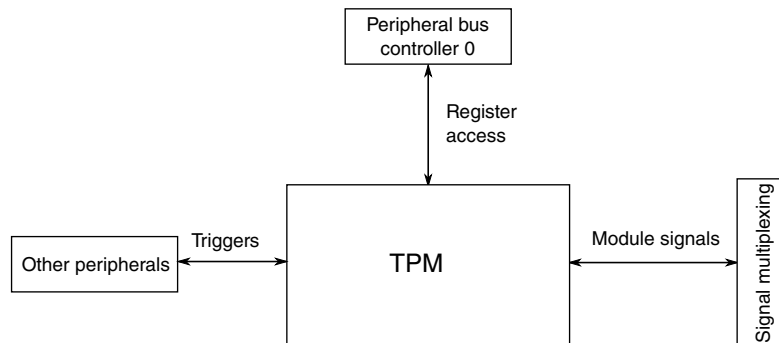 Peripheral bus
controller 0
Register
access
Triggers
Other peripherals
TPM
Module signals
Signal multiplexing